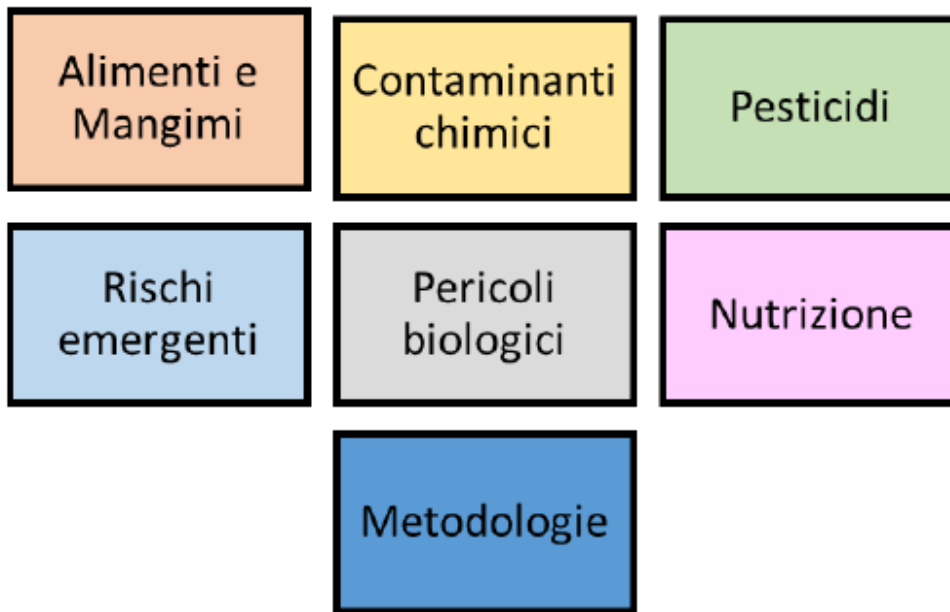 Alimenti e
Mangimi
Contaminanti
chimici
Pesticidi
Rischi
emergenti
Pericoli
biologici
Nutrizione
Metodologie